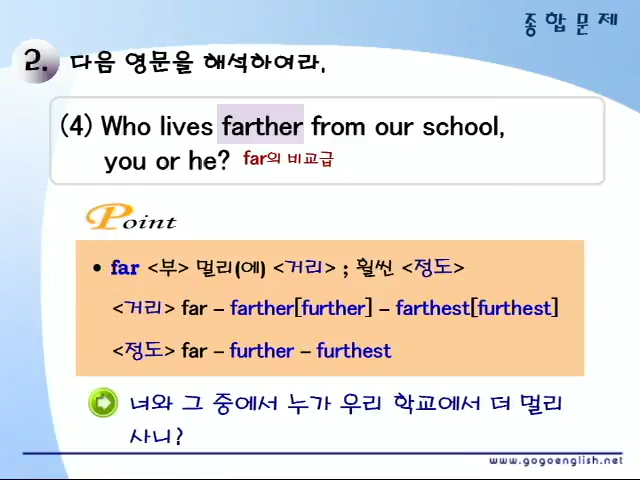 종합문제
2. 다음 영문을 해석하여라.
(4) Who lives farther from our school,
you or he? far의 비교급
Point
• far <부> 멀리(에) <거리> ; 훨씬 <정도>
<거리> far – farther[further] – farthest[furthest]
<정도> far – further – furthest
너와 그 중에서 누가 우리 학교에서 더 멀리
사니?
www.gogoenglish.net